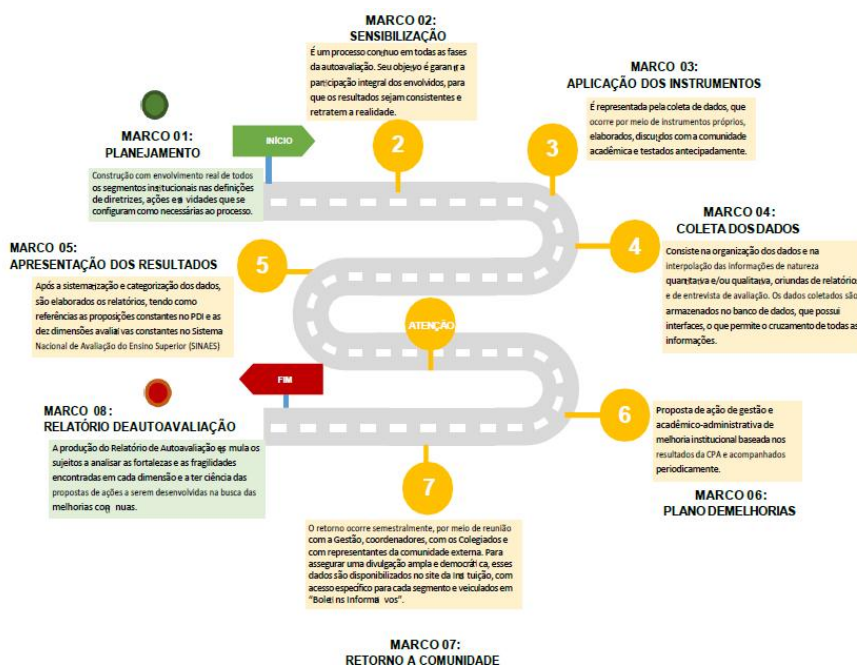 MARCO 01:
PLANEJAMENTO
Construção com envolvimento real de todos
os segmentos institucionais nas definições
de diretrizes, ações e vidades que se
configuram como necessárias ao processo.
INÍCIO
MARCO 02:
SENSIBILIZAÇÃO
É um processo contínuo em todas as fases
da autoavaliação. Seu objetivo é garantir a
participação integral dos envolvidos, para
que os resultados sejam consistentes e
retratem a realidade.
2
MARCO 03:
APLICAÇÃO DOS INSTRUMENTOS
É representada pela coleta de dados, que
ocorre por meio de instrumentos próprios,
elaborados, discutidos com a comunidade
acadêmica e testados antecipadamente.
3
MARCO 04:
COLETA DOS DADOS
Consiste na organização dos dados e na
interpolação das informações de natureza
quantitativa e/ou qualitativa, oriundas de relatórios
e de entrevista de avaliação. Os dados coletados são
armazenados no banco de dados, que possui
interfaces, o que permite o cruzamento de todas as
informações.
4
MARCO 05:
APRESENTAÇÃO DOS RESULTADOS
Após a sistematização e categorização dos dados,
são elaborados os relatórios, tendo como
referências as proposições constantes no PDI e as
dez dimensões avaliativas constantes no Sistema
Nacional de Avaliação do Ensino Superior (SINAES)
5
ATENÇÃO
6
Proposta de ação de gestão e
acadêmico-administrativa de
melhoria institucional baseada nos
resultados da CPA e acompanhados
periodicamente.
MARCO 06:
PLANO DEMELHORIAS
7
O retorno ocorre semestralmente, por meio de reunião
com a Gestão, coordenadores, com os Colegiados e
com representantes da comunidade externa. Para
assegurar uma divulgação ampla e democrática, esses
dados são disponibilizados no site da Instituição, com
acesso específico para cada segmento e veiculados em
"Boletins Informativos".
MARCO 07:
RETORNO A COMUNIDADE
FIM
MARCO 08:
RELATÓRIO DEAUTOAVALIAÇÃO
A produção do Relatório de Autoavaliação estimula os
sujeitos a analisar as fortalezas e as fragilidades
encontradas em cada dimensão e a ter ciência das
propostas de ações a serem desenvolvidas na busca das
melhorias contínuas.